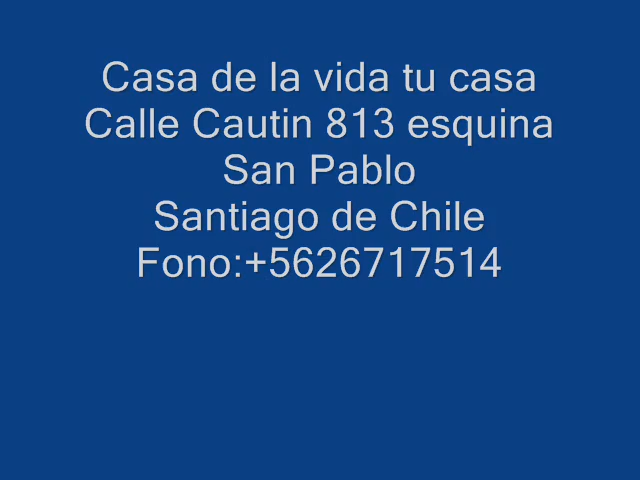 Casa de la vida tu casa
Calle Cautin 813 esquina
San Pablo
Santiago de Chile
Fono:+5626717514